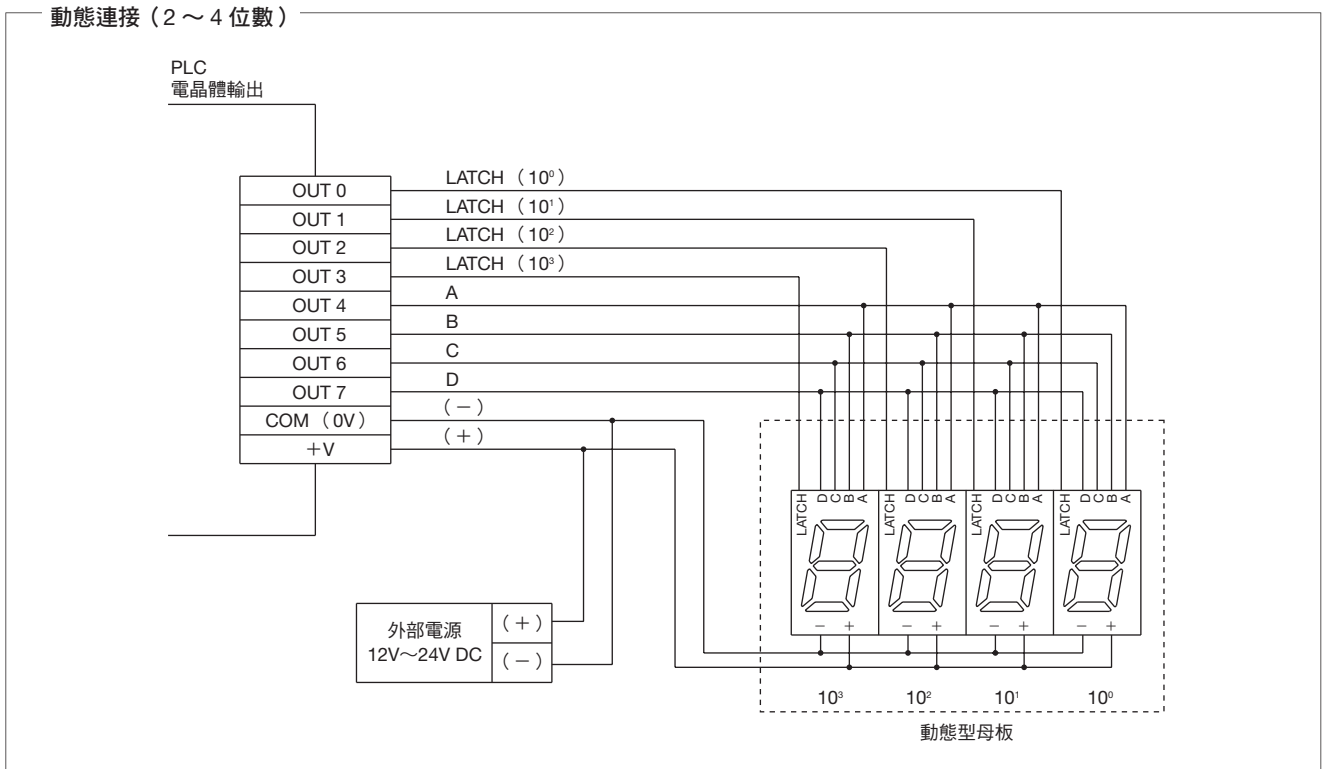 動態連接（2～4 位數）
PLC
電晶體輸出
OUT 0
LATCH（10⁰）
OUT 1
LATCH（10¹）
OUT 2
LATCH（10²）
OUT 3
LATCH（10³）
OUT 4
A
OUT 5
B
OUT 6
C
OUT 7
D
COM（0V）
（－）
＋V
（＋）
LATCH D C B A
LATCH D C B A
LATCH D C B A
LATCH D C B A
－ ＋
－ ＋
－ ＋
－ ＋
外部電源
12V～24V DC
（＋）
（－）
10³ 10² 10¹ 10⁰
動態型母板